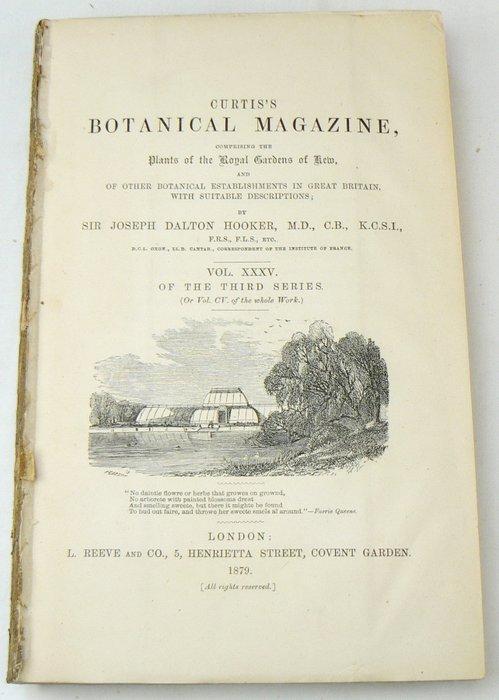 CURTIS'S
BOTANICAL MAGAZINE,
COMPRISING THE
Plants of the Royal Gardens of Kew,
AND
OF OTHER BOTANICAL ESTABLISHMENTS IN GREAT BRITAIN,
WITH SUITABLE DESCRIPTIONS;
BY
SIR JOSEPH DALTON HOOKER, M.D., C.B., K.C.S.I.,
F.R.S., F.L.S., ETC.
D.C.L. OXON., LL.D. CANTAB., CORRESPONDENT OF THE INSTITUTE OF FRANCE.
VOL. XXXV.
OF THE THIRD SERIES.
(Or Vol. CV. of the whole Work.)
"No daintie flowre or herbe that growes on grownd,
No arborete with painted blossoms drest
And smelling sweete, but there it might be found
To bud out faire, and throwe her sweete smels al around."—Faerie Queene.
LONDON:
L. REEVE AND CO., 5, HENRIETTA STREET, COVENT GARDEN.
1879.
[All rights reserved.]